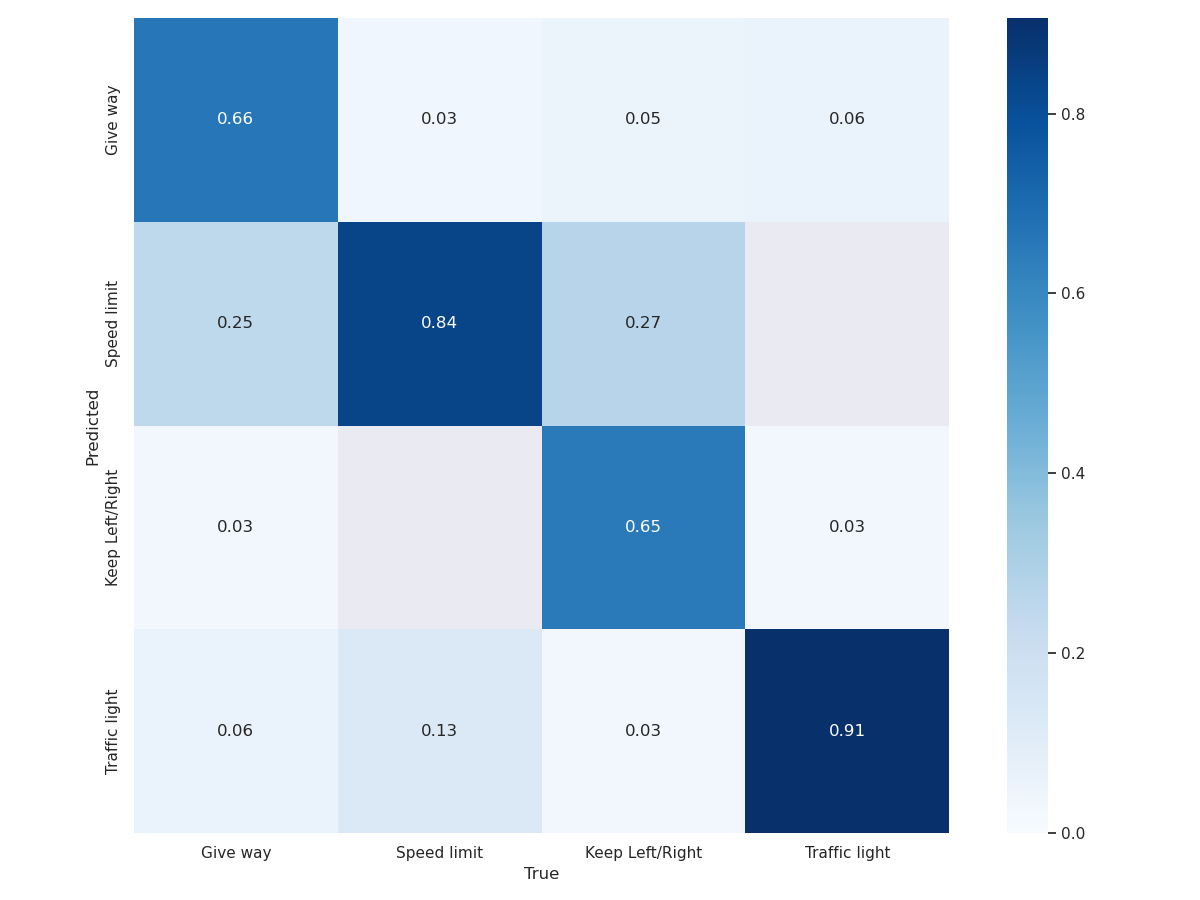 Predicted
Give way
0.66 0.03 0.05 0.06
Speed limit
0.25 0.84 0.27
Keep Left/Right
0.03 0.65 0.03
Traffic light
0.06 0.13 0.03 0.91
Give way Speed limit Keep Left/Right Traffic light
True
0.8
0.6
0.4
0.2
0.0